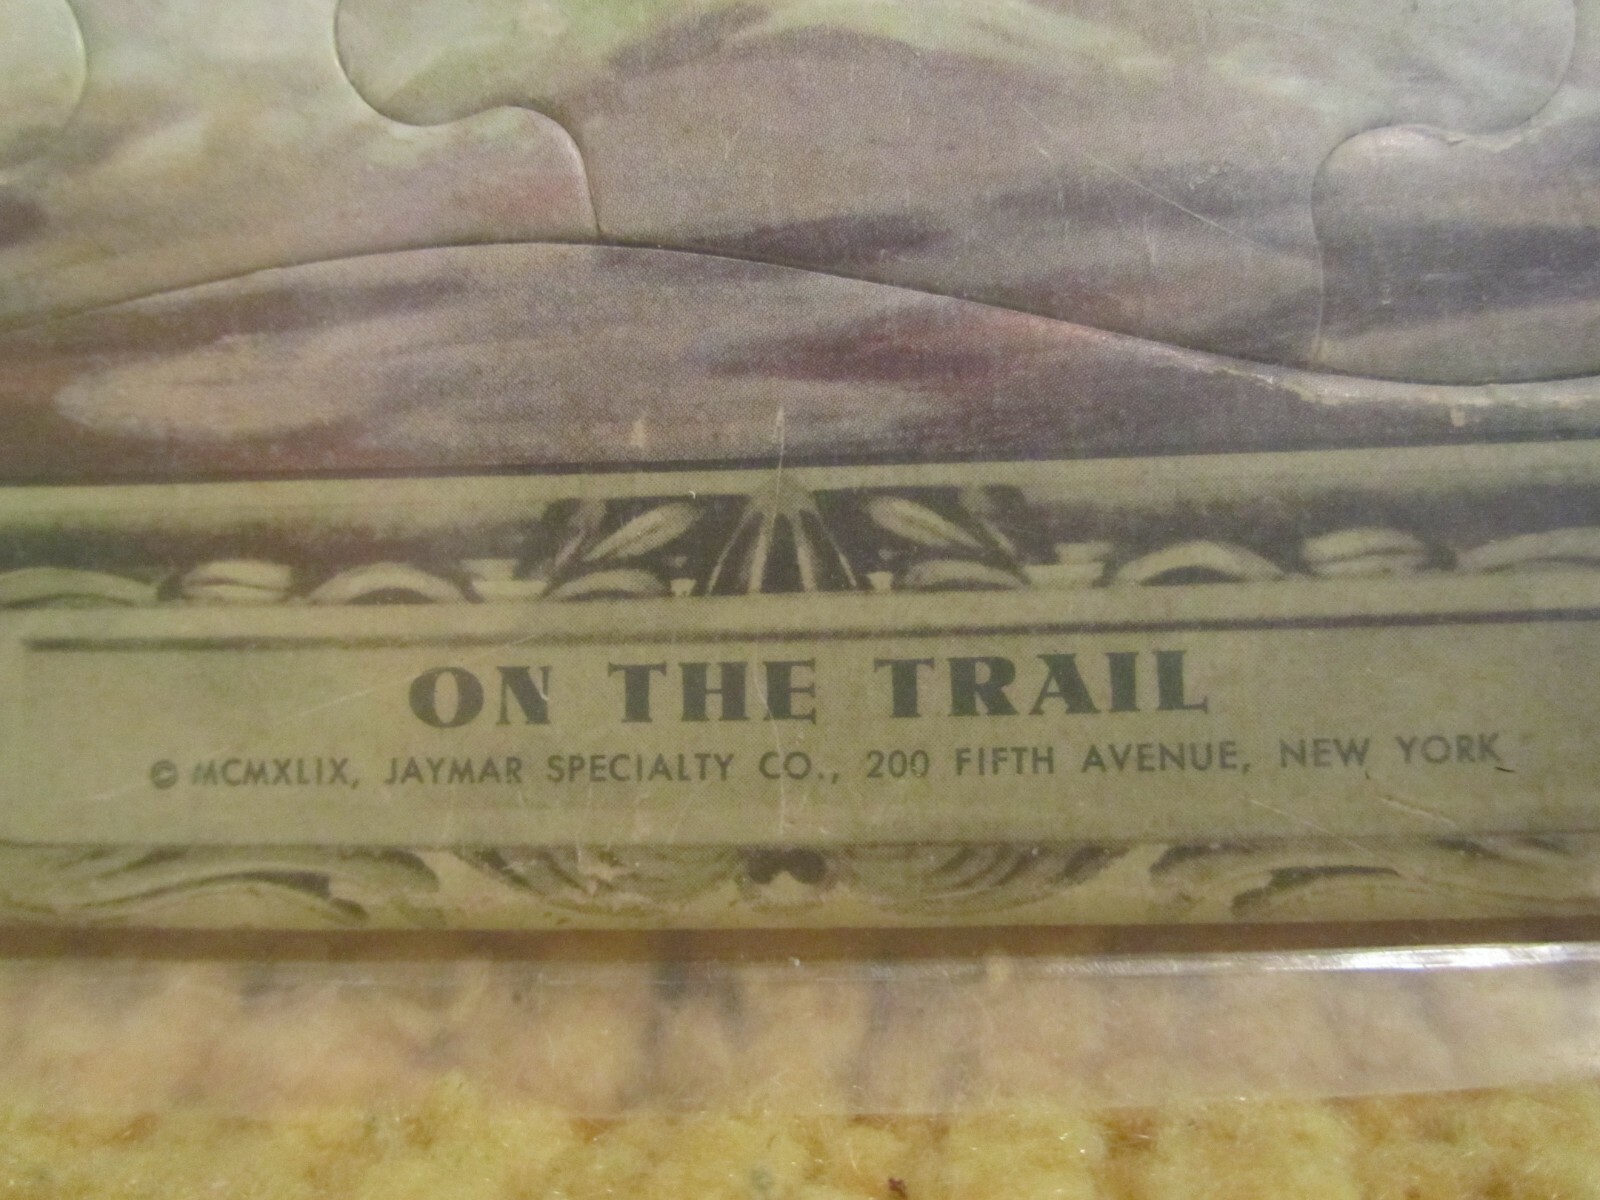 ON THE TRAIL
© MCMXLIX, JAYMAR SPECIALTY CO., 200 FIFTH AVENUE, NEW YORK